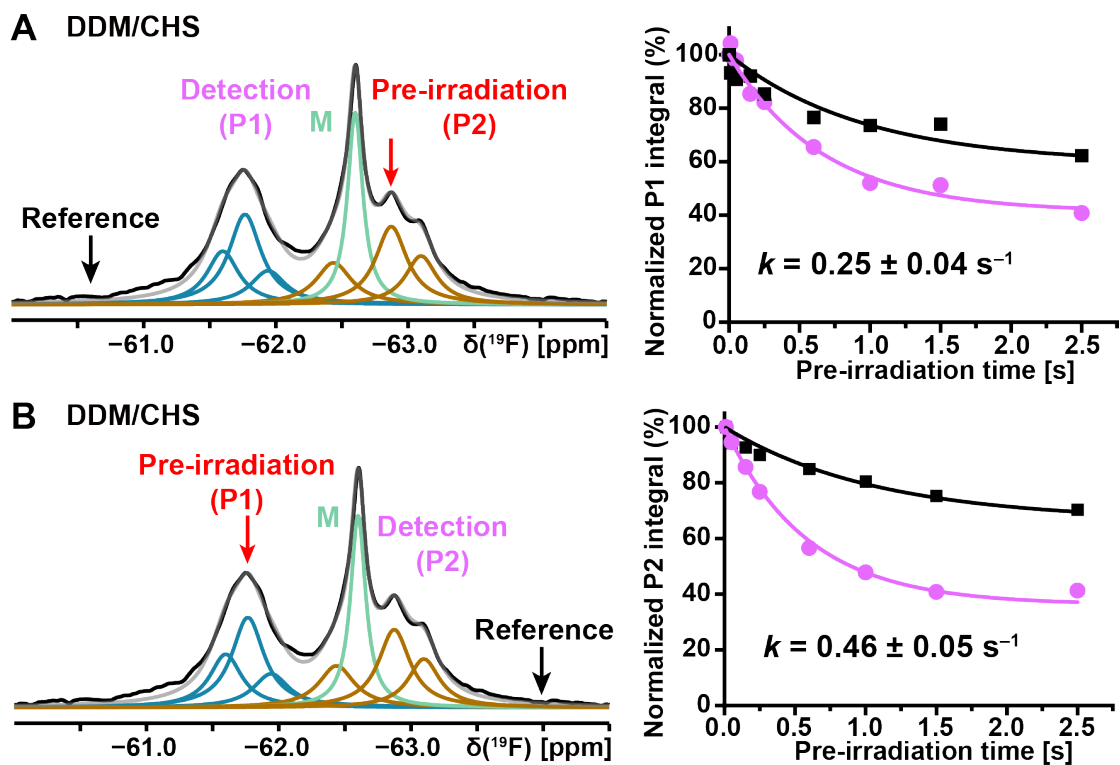 A DDM/CHS
Detection
(P1)
M
Pre-irradiation
(P2)
Reference
−61.0 −62.0 −63.0 δ(¹⁹F) [ppm]
Normalized P1 integral (%)
100
80
60
40
20
0
k = 0.25 ± 0.04 s⁻¹
0.0 0.5 1.0 1.5 2.0 2.5
Pre-irradiation time [s]
B DDM/CHS
Pre-irradiation
(P1)
M
Detection
(P2)
Reference
−61.0 −62.0 −63.0 δ(¹⁹F) [ppm]
Normalized P2 integral (%)
100
80
60
40
20
0
k = 0.46 ± 0.05 s⁻¹
0.0 0.5 1.0 1.5 2.0 2.5
Pre-irradiation time [s]